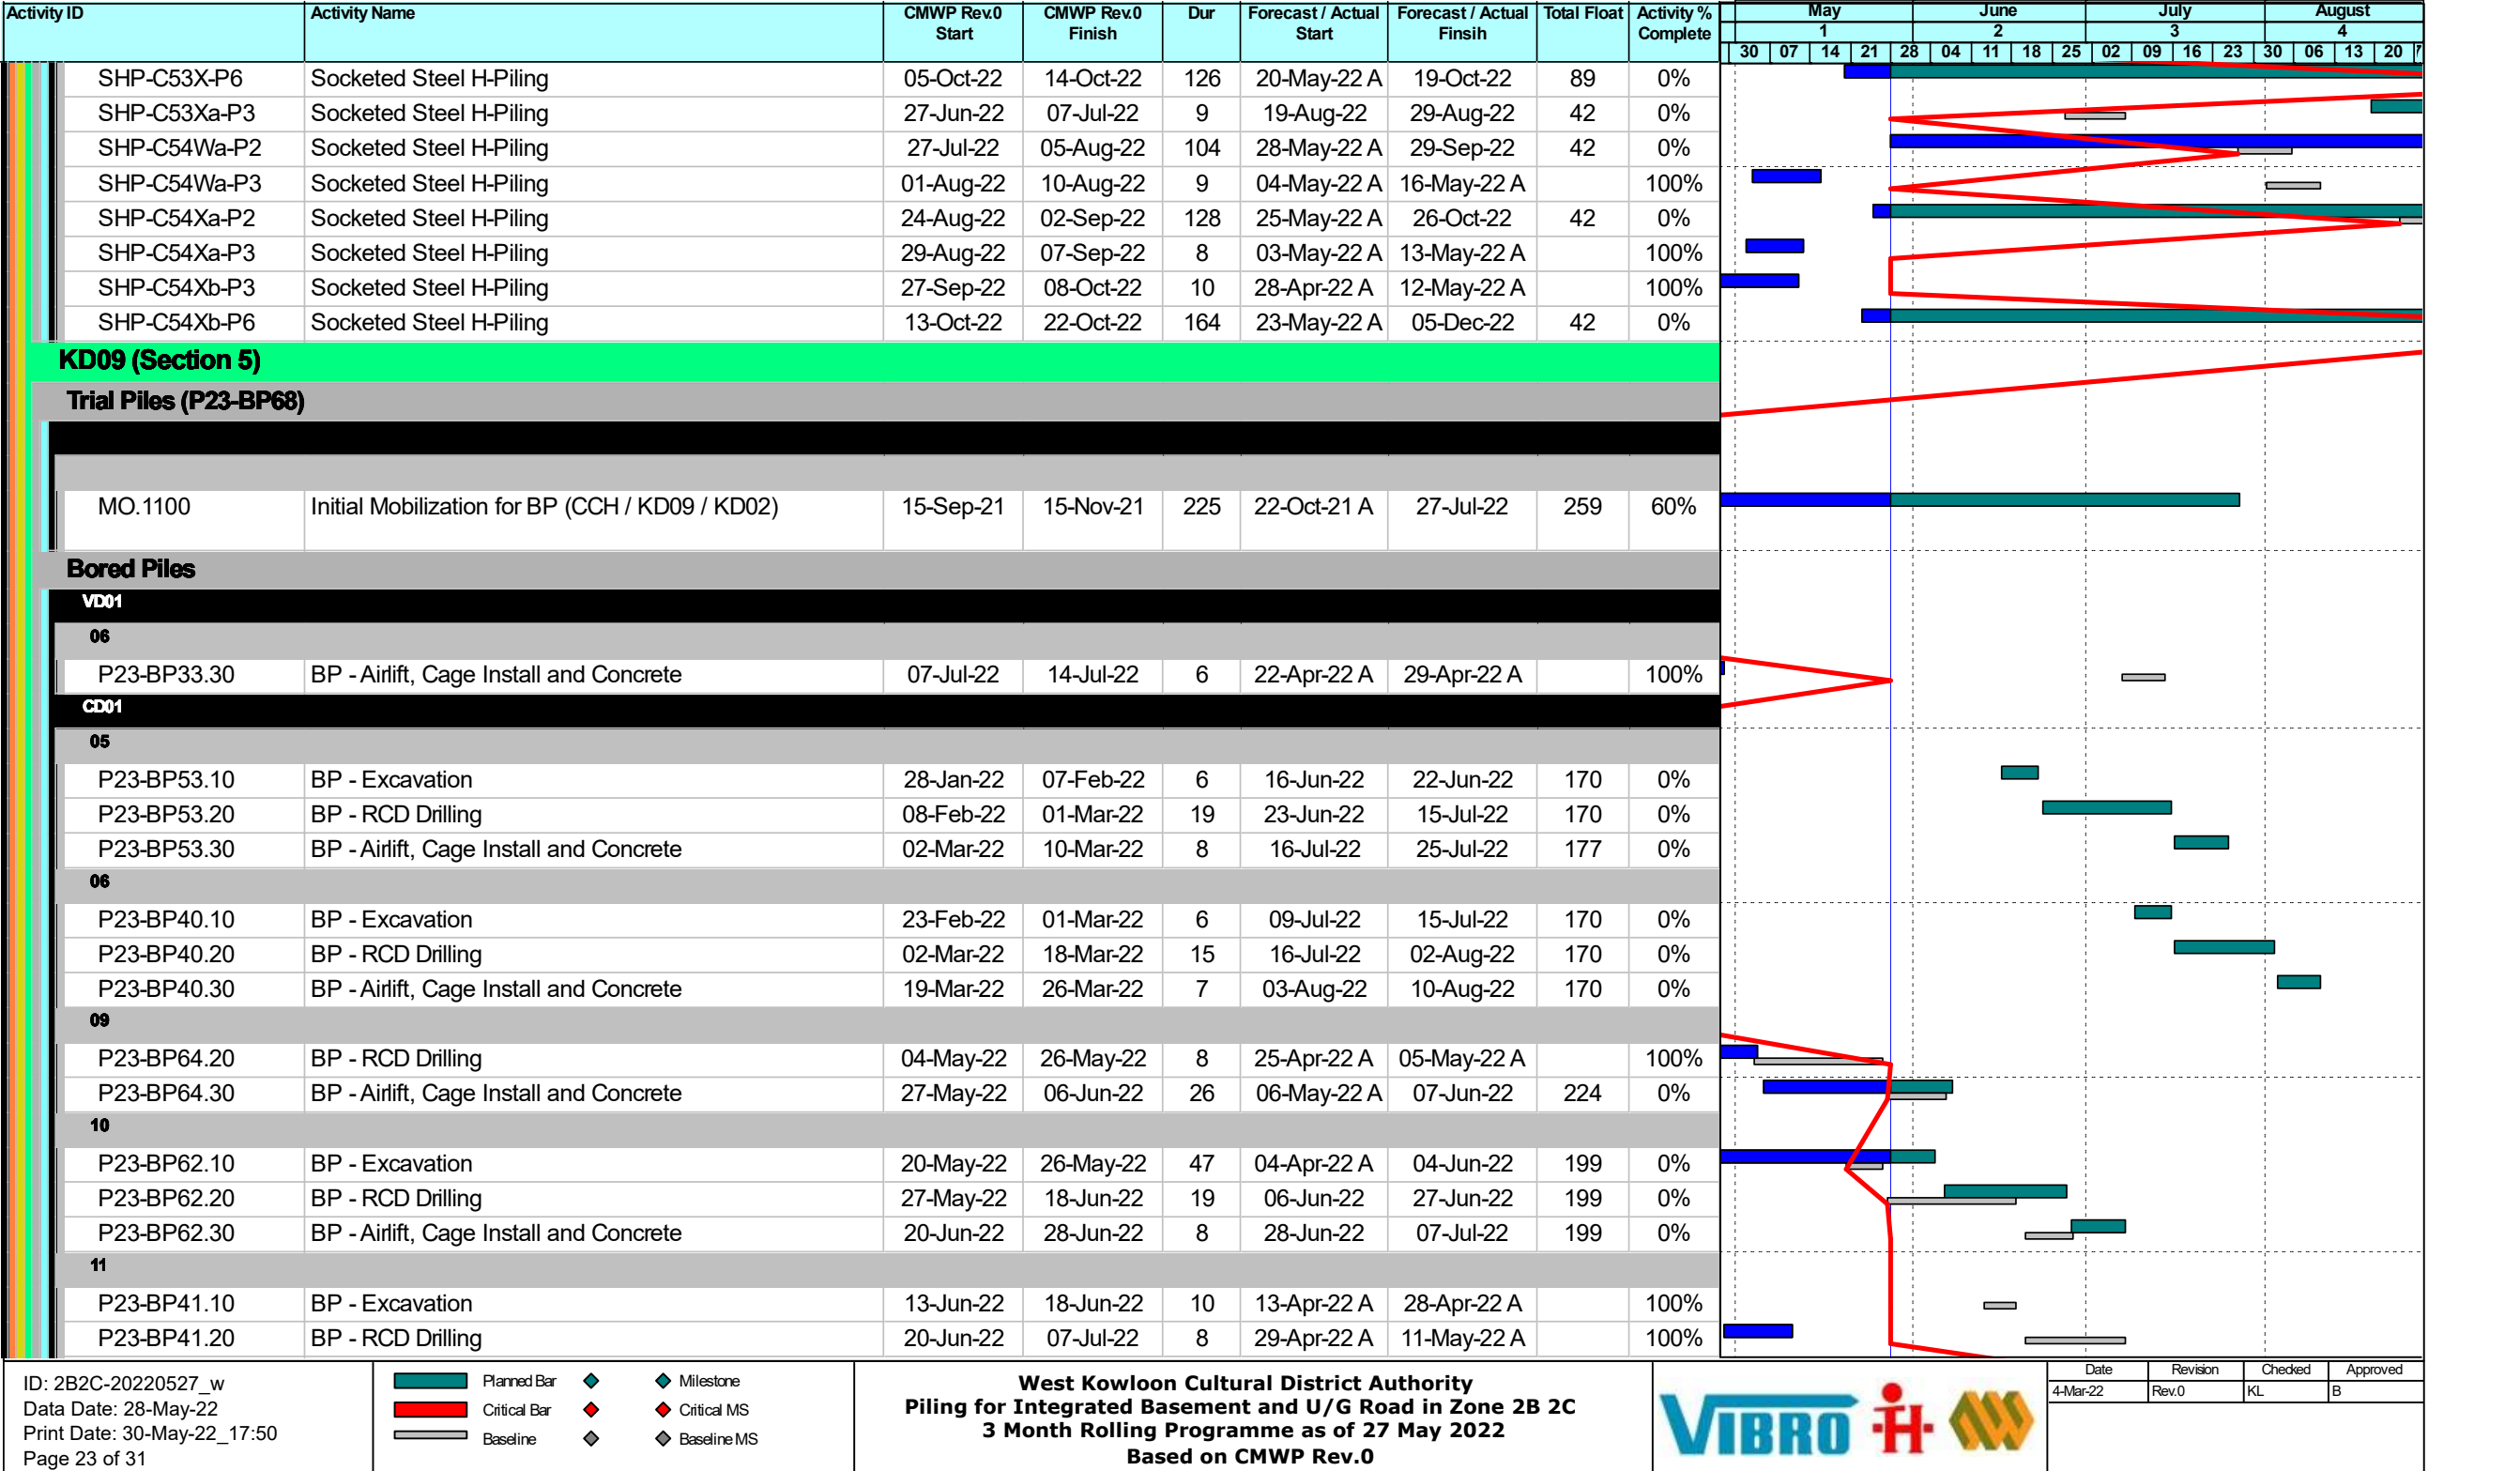 Activity ID Activity Name CMWP Rev.0 Start CMWP Rev.0 Finish Dur Forecast / Actual Start Forecast / Actual Finsih Total Float Activity % Complete May June July August
1 2 3 4
30 07 14 21 28 04 11 18 25 02 09 16 23 30 06 13 20
SHP-C53X-P6 Socketed Steel H-Piling 05-Oct-22 14-Oct-22 126 20-May-22 A 19-Oct-22 89 0%
SHP-C53Xa-P3 Socketed Steel H-Piling 27-Jun-22 07-Jul-22 9 19-Aug-22 29-Aug-22 42 0%
SHP-C54Wa-P2 Socketed Steel H-Piling 27-Jul-22 05-Aug-22 104 28-May-22 A 29-Sep-22 42 0%
SHP-C54Wa-P3 Socketed Steel H-Piling 01-Aug-22 10-Aug-22 9 04-May-22 A 16-May-22 A 100%
SHP-C54Xa-P2 Socketed Steel H-Piling 24-Aug-22 02-Sep-22 128 25-May-22 A 26-Oct-22 42 0%
SHP-C54Xa-P3 Socketed Steel H-Piling 29-Aug-22 07-Sep-22 8 03-May-22 A 13-May-22 A 100%
SHP-C54Xb-P3 Socketed Steel H-Piling 27-Sep-22 08-Oct-22 10 28-Apr-22 A 12-May-22 A 100%
SHP-C54Xb-P6 Socketed Steel H-Piling 13-Oct-22 22-Oct-22 164 23-May-22 A 05-Dec-22 42 0%
KD09 (Section 5)
Trial Piles (P23-BP68)
MO.1100 Initial Mobilization for BP (CCH / KD09 / KD02) 15-Sep-21 15-Nov-21 225 22-Oct-21 A 27-Jul-22 259 60%
Bored Piles
VD01
06
P23-BP33.30 BP - Airlift, Cage Install and Concrete 07-Jul-22 14-Jul-22 6 22-Apr-22 A 29-Apr-22 A 100%
CD01
05
P23-BP53.10 BP - Excavation 28-Jan-22 07-Feb-22 6 16-Jun-22 22-Jun-22 170 0%
P23-BP53.20 BP - RCD Drilling 08-Feb-22 01-Mar-22 19 23-Jun-22 15-Jul-22 170 0%
P23-BP53.30 BP - Airlift, Cage Install and Concrete 02-Mar-22 10-Mar-22 8 16-Jul-22 25-Jul-22 177 0%
06
P23-BP40.10 BP - Excavation 23-Feb-22 01-Mar-22 6 09-Jul-22 15-Jul-22 170 0%
P23-BP40.20 BP - RCD Drilling 02-Mar-22 18-Mar-22 15 16-Jul-22 02-Aug-22 170 0%
P23-BP40.30 BP - Airlift, Cage Install and Concrete 19-Mar-22 26-Mar-22 7 03-Aug-22 10-Aug-22 170 0%
09
P23-BP64.20 BP - RCD Drilling 04-May-22 26-May-22 8 25-Apr-22 A 05-May-22 A 100%
P23-BP64.30 BP - Airlift, Cage Install and Concrete 27-May-22 06-Jun-22 26 06-May-22 A 07-Jun-22 224 0%
10
P23-BP62.10 BP - Excavation 20-May-22 26-May-22 47 04-Apr-22 A 04-Jun-22 199 0%
P23-BP62.20 BP - RCD Drilling 27-May-22 18-Jun-22 19 06-Jun-22 27-Jun-22 199 0%
P23-BP62.30 BP - Airlift, Cage Install and Concrete 20-Jun-22 28-Jun-22 8 28-Jun-22 07-Jul-22 199 0%
11
P23-BP41.10 BP - Excavation 13-Jun-22 18-Jun-22 10 13-Apr-22 A 28-Apr-22 A 100%
P23-BP41.20 BP - RCD Drilling 20-Jun-22 07-Jul-22 8 29-Apr-22 A 11-May-22 A 100%
ID: 2B2C-20220527_w
Data Date: 28-May-22
Print Date: 30-May-22_17:50
Page 23 of 31
Planned Bar Milestone
Critical Bar Critical MS
Baseline Baseline MS
West Kowloon Cultural District Authority
Piling for Integrated Basement and U/G Road in Zone 2B 2C
3 Month Rolling Programme as of 27 May 2022
Based on CMWP Rev.0
VIBRO
Date Revision Checked Approved
4-Mar-22 Rev.0 KL B